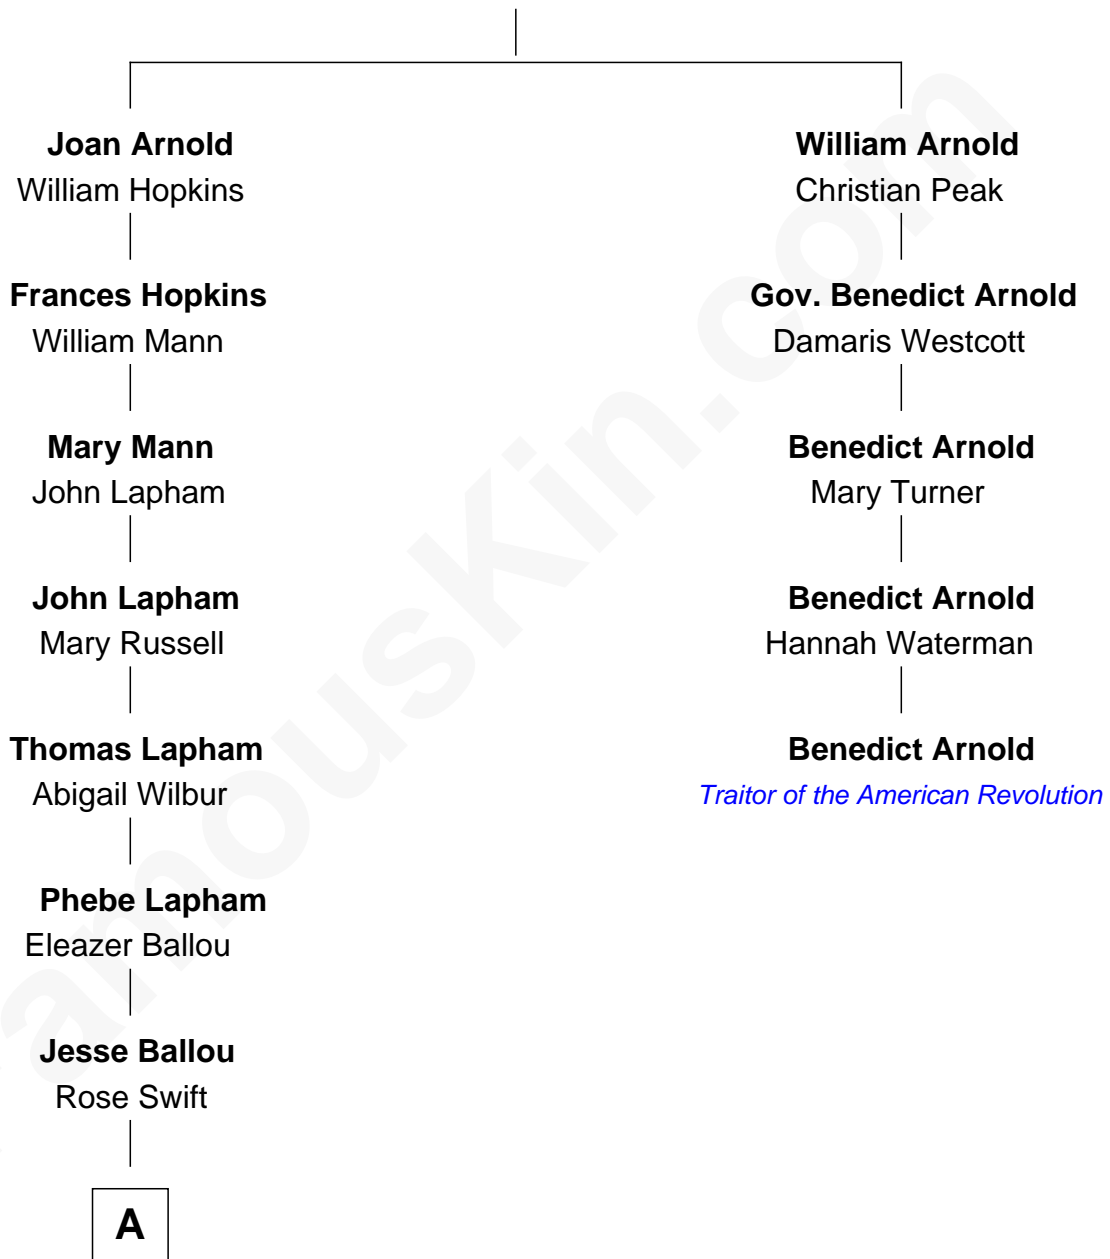 Joan Arnold
William Hopkins
William Arnold
Christian Peak
Frances Hopkins
William Mann
Gov. Benedict Arnold
Damaris Westcott
Mary Mann
John Lapham
Benedict Arnold
Mary Turner
John Lapham
Mary Russell
Benedict Arnold
Hannah Waterman
Thomas Lapham
Abigail Wilbur
Benedict Arnold
Traitor of the American Revolution
Phebe Lapham
Eleazer Ballou
Jesse Ballou
Rose Swift
A
amousKin.com